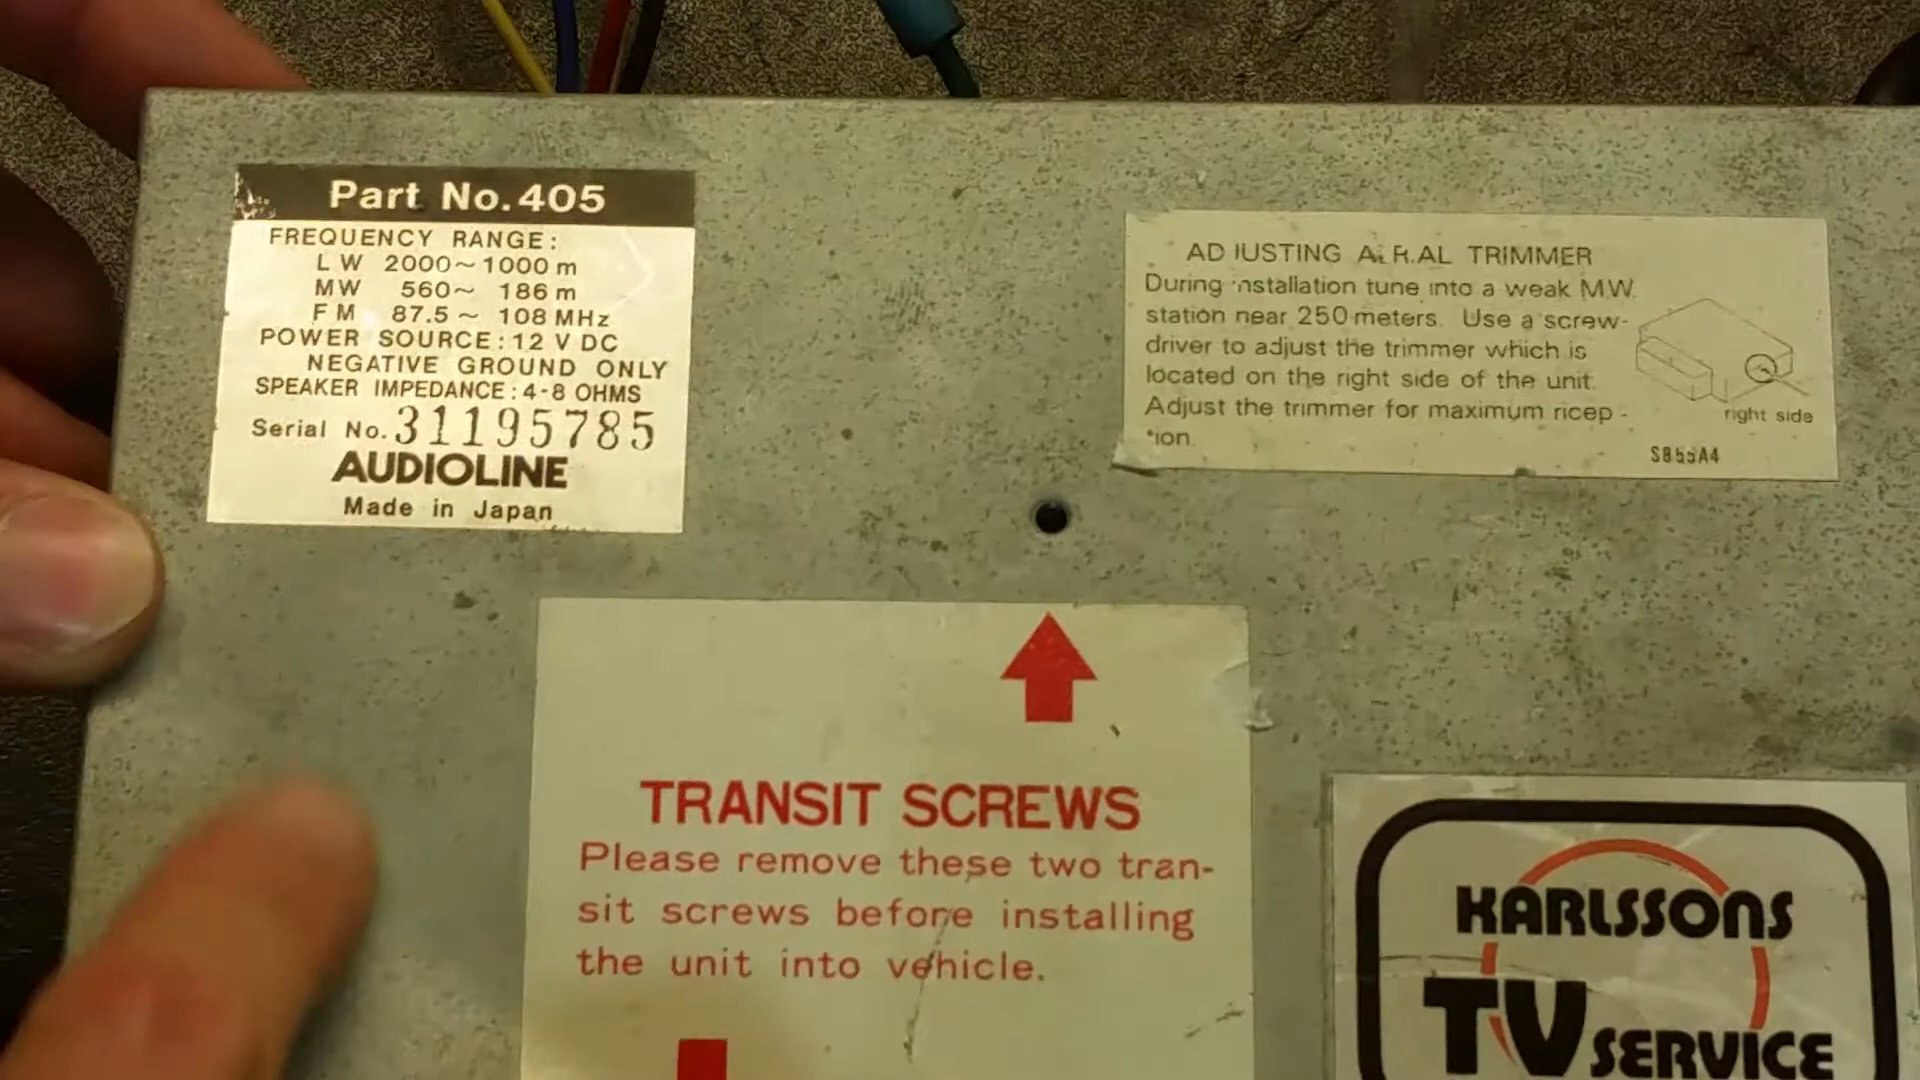 Part No. 405
FREQUENCY RANGE:
LW 2000~1000 m
MW 560~ 186 m
FM 87.5~ 108 MHz
POWER SOURCE: 12 V DC
NEGATIVE GROUND ONLY
SPEAKER IMPEDANCE: 4-8 OHMS
Serial No. 31195785
AUDIOLINE
Made in Japan
ADJUSTING AERIAL TRIMMER
During installation tune into a weak M.W.
station near 250 meters. Use a screw-
driver to adjust the trimmer which is
located on the right side of the unit.
Adjust the trimmer for maximum ricep-
tion
right side
TRANSIT SCREWS
Please remove these two tran-
sit screws before installing
the unit into vehicle.
KARLSSONS
TV SERVICE